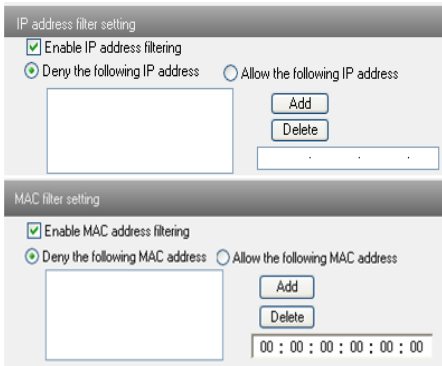 IP address filter setting
Enable IP address filtering
Deny the following IP address Allow the following IP address
Add
Delete
. . .
MAC filter setting
Enable MAC address filtering
Deny the following MAC address Allow the following MAC address
Add
Delete
00 : 00 : 00 : 00 : 00 : 00